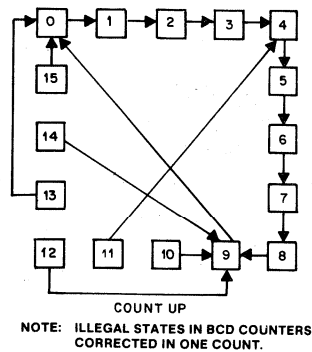 0 1 2 3 4
15 5
14 6
13 7
12 11 10 9 8
COUNT UP
NOTE: ILLEGAL STATES IN BCD COUNTERS
CORRECTED IN ONE COUNT.